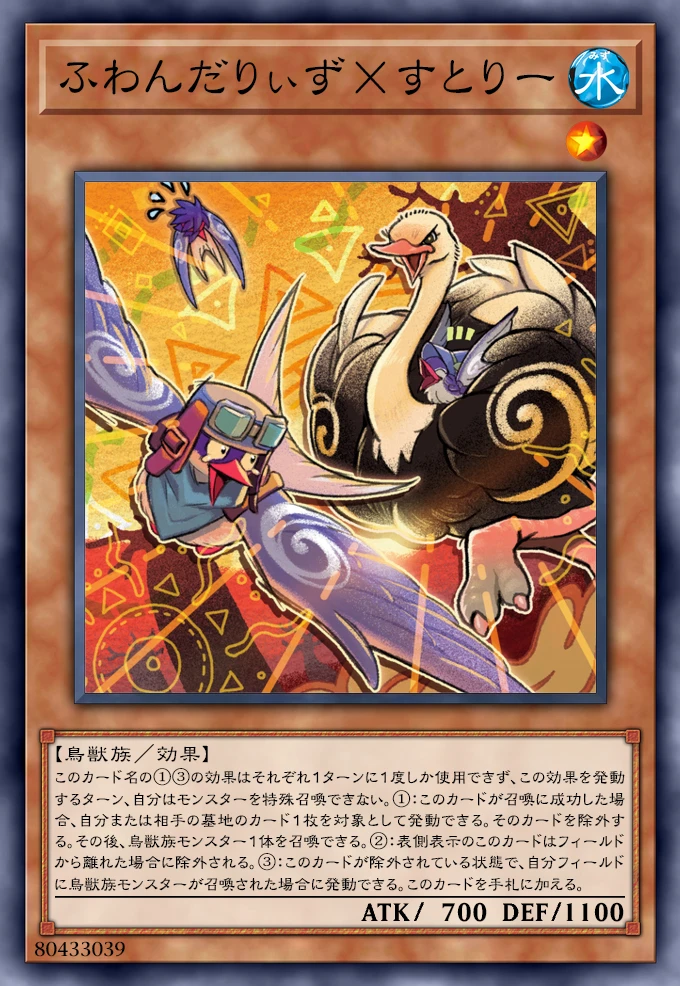 ふわんだりぃず×すとりー
みず
水
【鳥獣族／効果】
このカード名の①③の効果はそれぞれ1ターンに1度しか使用できず、この効果を発動
するターン、自分はモンスターを特殊召喚できない。①:このカードが召喚に成功した場
合、自分または相手の墓地のカード1枚を対象として発動できる。そのカードを除外す
る。その後、鳥獣族モンスター1体を召喚できる。②:表側表示のこのカードはフィールド
から離れた場合に除外される。③:このカードが除外されている状態で、自分フィールド
に鳥獣族モンスターが召喚された場合に発動できる。このカードを手札に加える。
ATK/ 700 DEF/1100
80433039